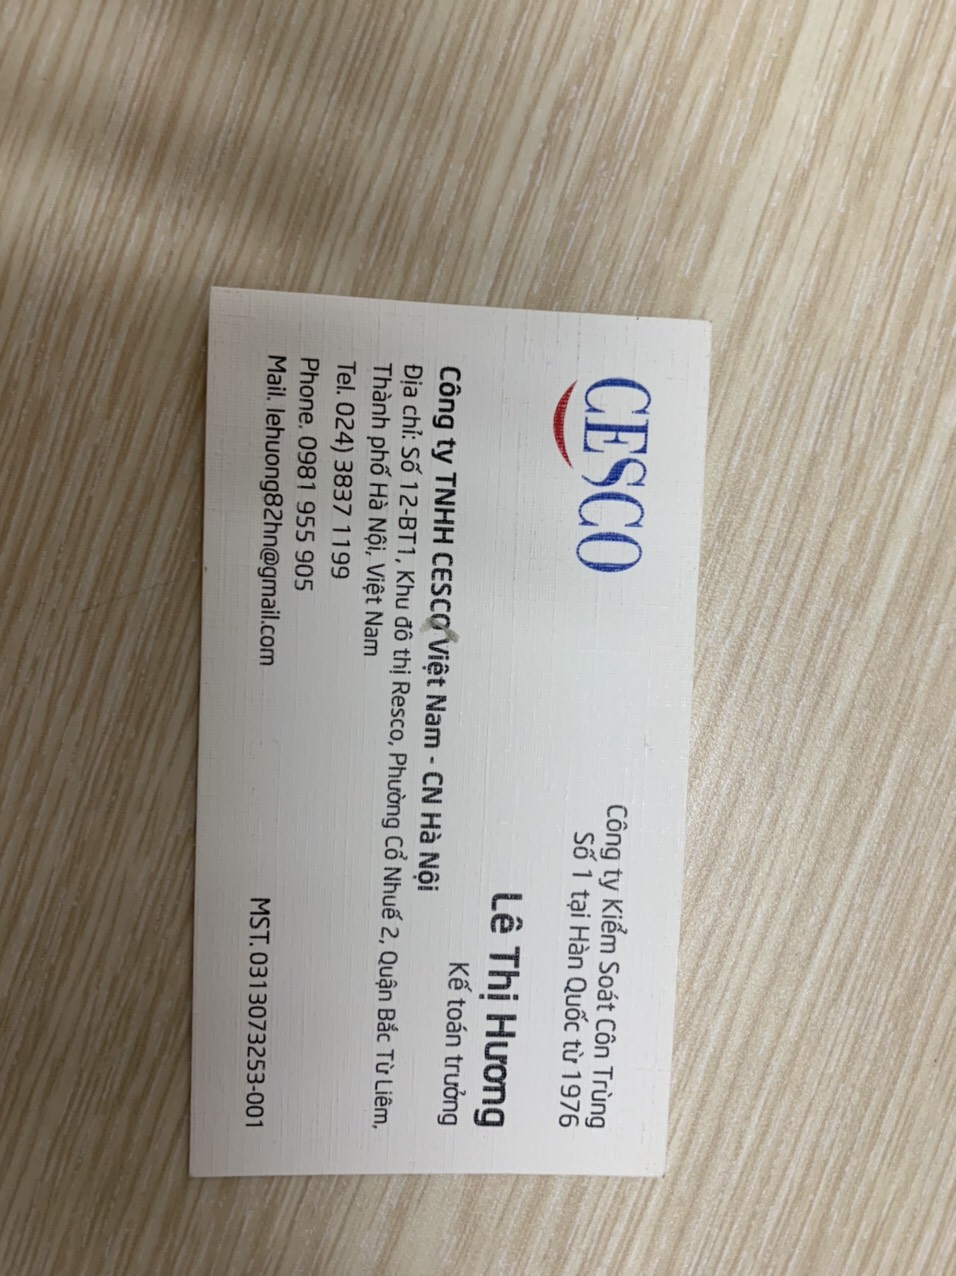 CESCO
Công ty Kiểm Soát Côn Trùng
Số 1 tại Hàn Quốc từ 1976
Lê Thị Hương
Kế toán trưởng
Công ty TNHH CESCO Việt Nam - CN Hà Nội
Địa chỉ: Số 12-BT1, Khu đô thị Resco, Phường Cổ Nhuế 2, Quận Bắc Từ Liêm,
Thành phố Hà Nội, Việt Nam
Tel. 024) 3837 1199
Phone. 0981 955 905
Mail. lehuong82hn@gmail.com
MST. 0313073253-001